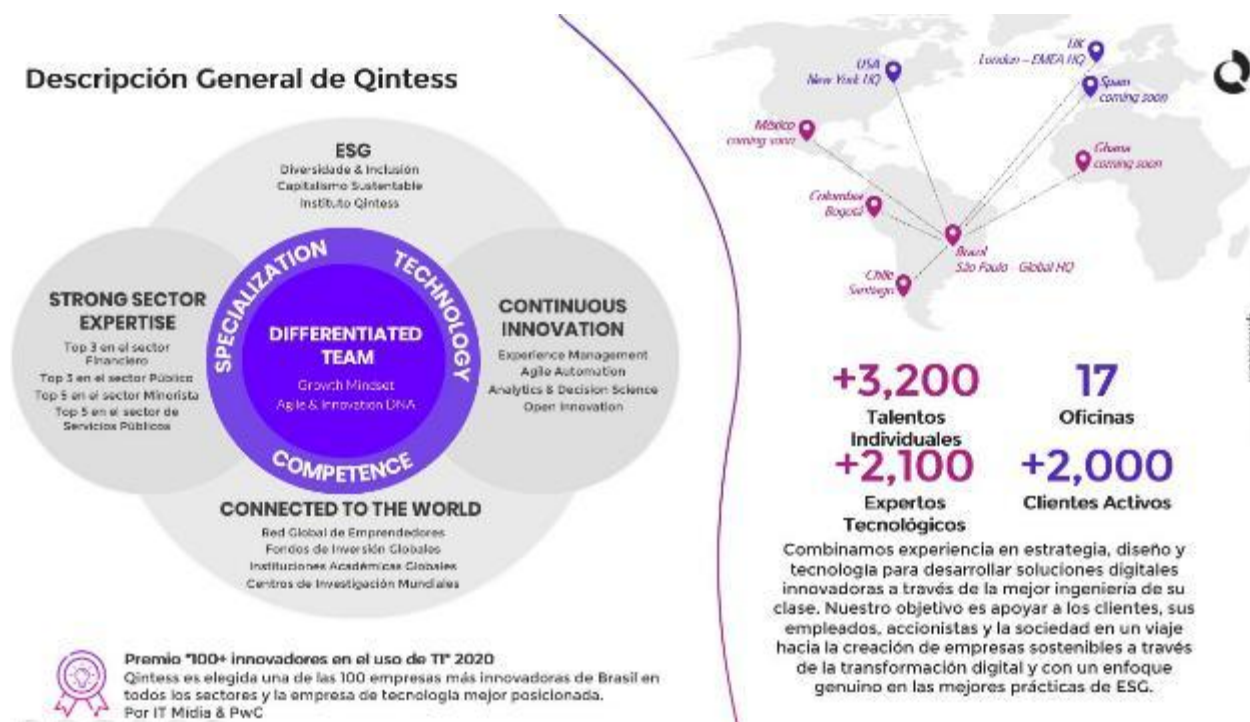 Descripción General de Qintess
ESG
Diversidade & Inclusión
Capitalismo Sustentable
Instituto Qintess
SPECIALIZATION
TECHNOLOGY
COMPETENCE
STRONG SECTOR
EXPERTISE
Top 3 en el sector
Financiero
Top 3 en el sector Público
Top 5 en el sector Minorista
Top 5 en el sector de
Servicios Públicos
DIFFERENTIATED
TEAM
Growth Mindset
Agile & Innovation DNA
CONTINUOUS
INNOVATION
Experience Management
Agile Automation
Analytics & Decision Science
Open Innovation
CONNECTED TO THE WORLD
Red Global de Emprendedores
Fondos de Inversión Globales
Instituciones Académicas Globales
Centros de Investigación Mundiales
Premio "100+ innovadores en el uso de TI" 2020
Qintess es elegida una de las 100 empresas más innovadoras de Brasil en
todos los sectores y la empresa de tecnología mejor posicionada.
Por IT Mídia & PwC
USA
New York HQ
UK
London – EMEA HQ
Spain
coming soon
México
coming soon
Ghana
coming soon
Bogotá
Brazil
São Paulo - Global HQ
Chile
Santiago
+3,200
Talentos
Individuales
17
Oficinas
+2,100
Expertos
Tecnológicos
+2,000
Clientes Activos
Combinamos experiencia en estrategia, diseño y
tecnología para desarrollar soluciones digitales
innovadoras a través de la mejor ingeniería de su
clase. Nuestro objetivo es apoyar a los clientes, sus
empleados, accionistas y la sociedad en un viaje
hacia la creación de empresas sostenibles a través
de la transformación digital y con un enfoque
genuino en las mejores prácticas de ESG.